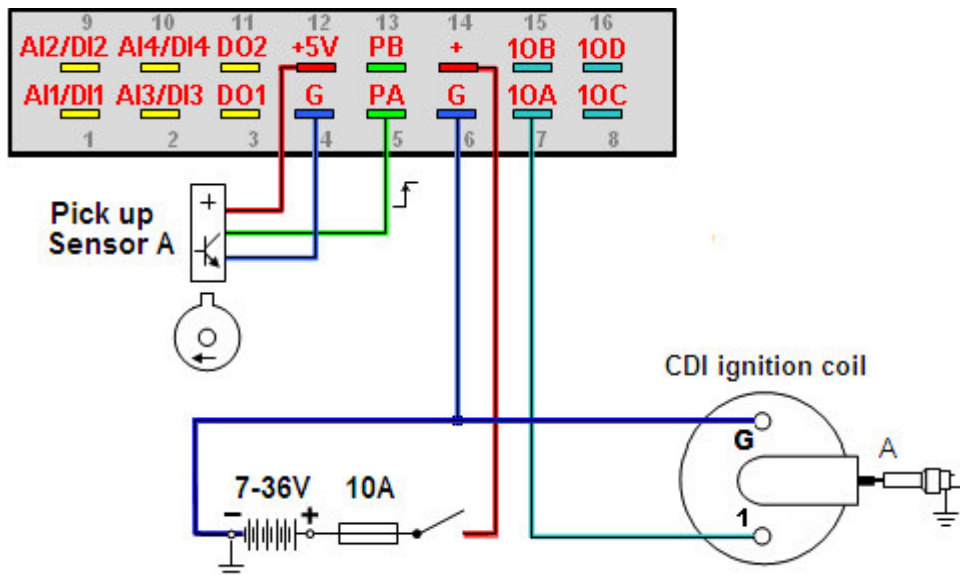 9 10 11 12 13 14 15 16
AI2/DI2 AI4/DI4 DO2 +5V PB + 10B 10D
AI1/DI1 AI3/DI3 DO1 G PA G 10A 10C
1 2 3 4 5 6 7 8
Pick up
Sensor A
+
CDI ignition coil
G
A
7-36V 10A
- +
1